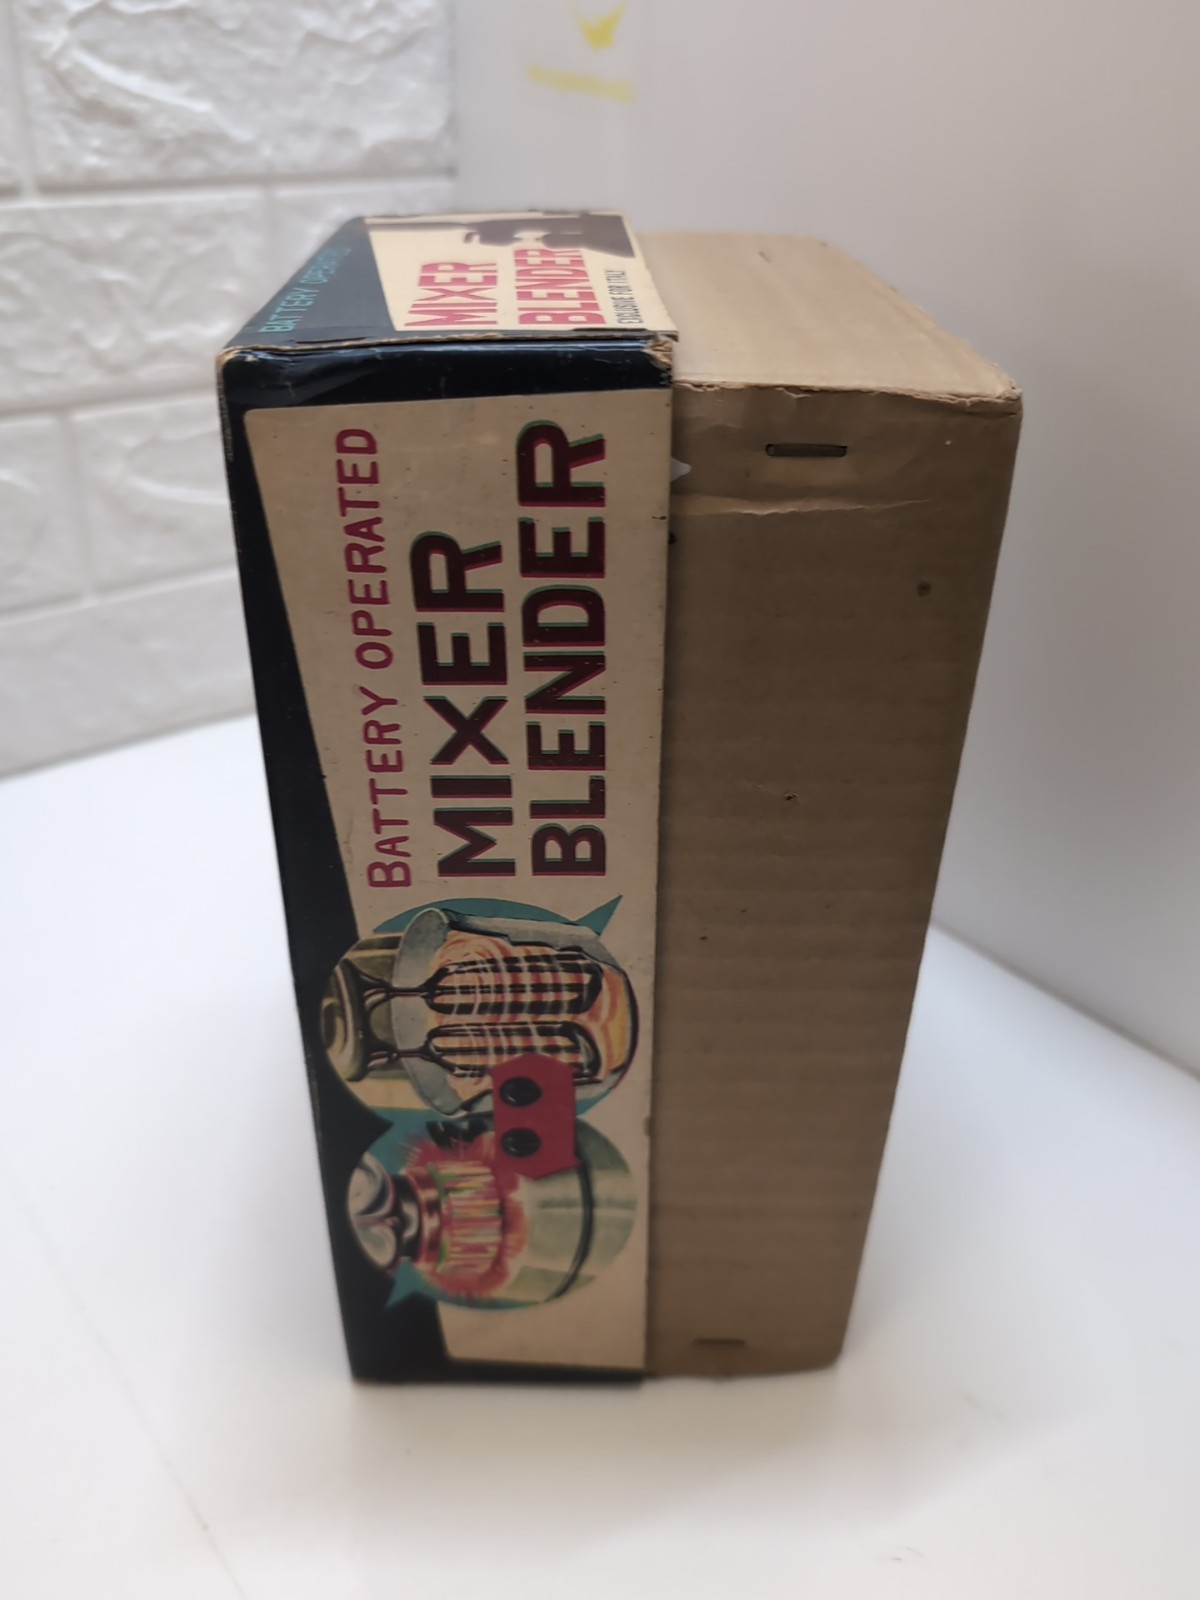 BATTERY OPERATED
MIXER
BLENDER
EXCLUSIVE FOR ITALY
BATTERY OPERATED
MIXER
BLENDER